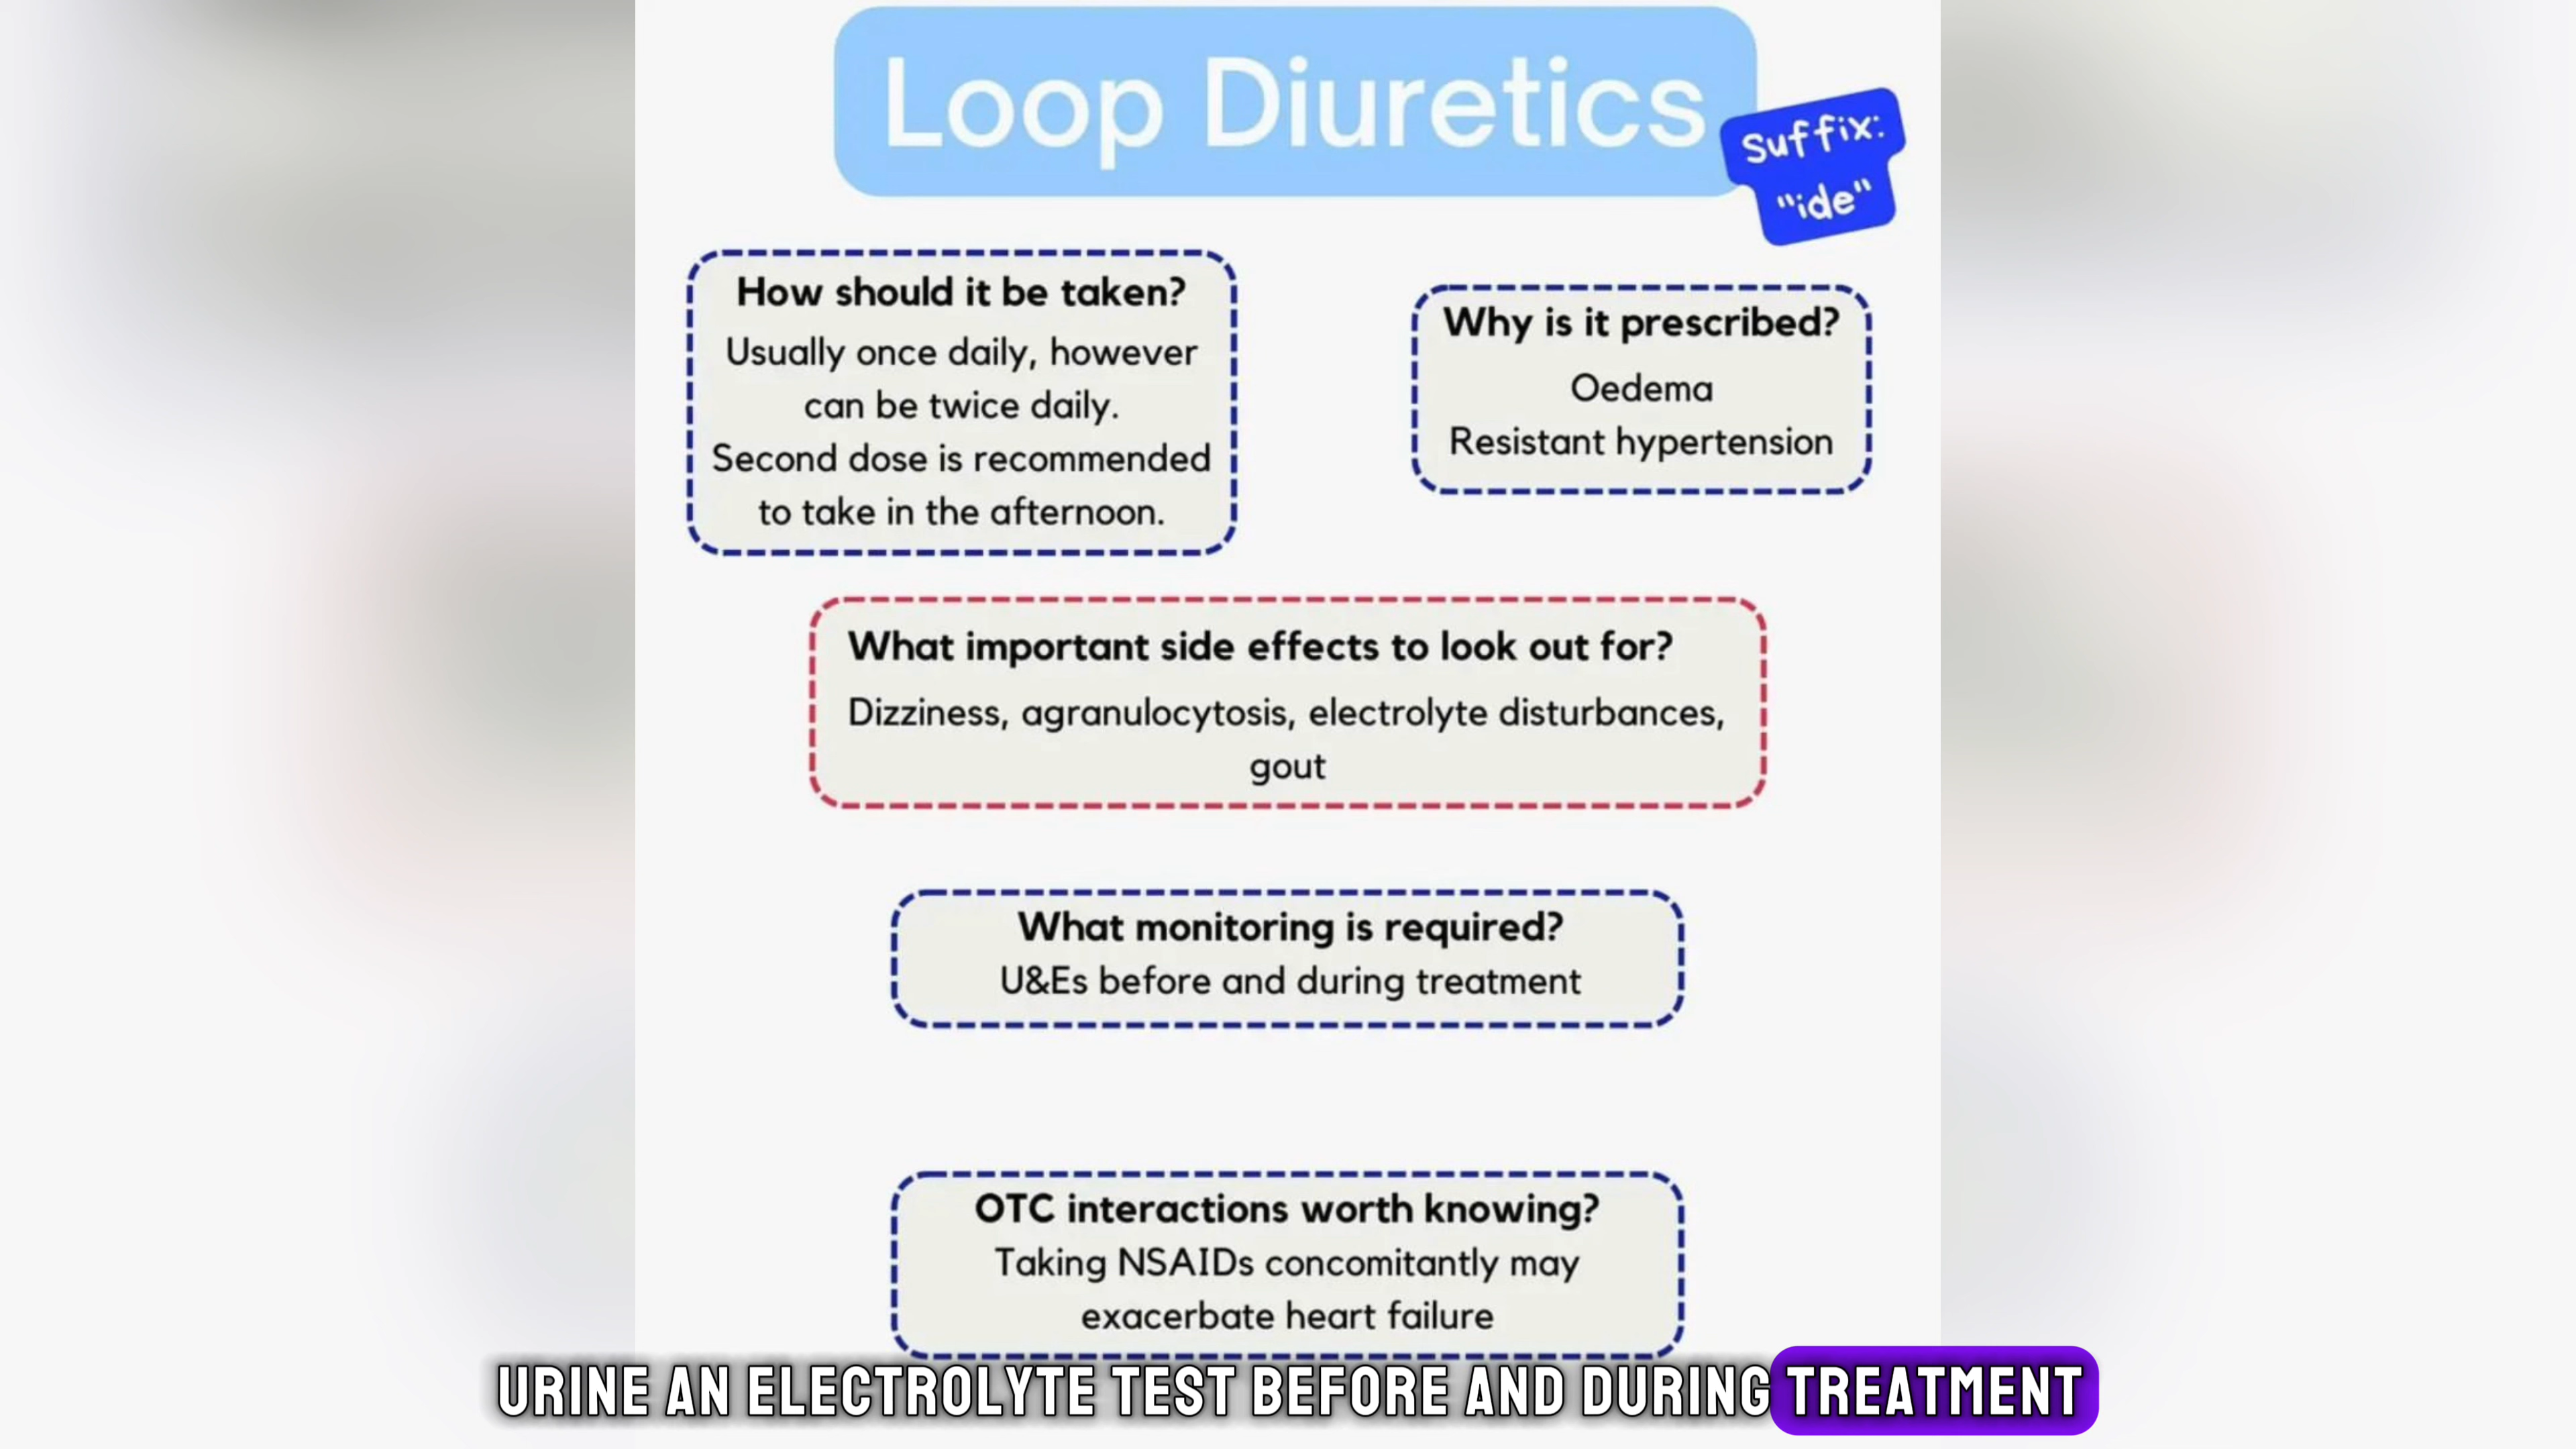 Loop Diuretics
Suffix:
"ide"
How should it be taken?
Usually once daily, however
can be twice daily.
Second dose is recommended
to take in the afternoon.
Why is it prescribed?
Oedema
Resistant hypertension
What important side effects to look out for?
Dizziness, agranulocytosis, electrolyte disturbances,
gout
What monitoring is required?
U&Es before and during treatment
OTC interactions worth knowing?
Taking NSAIDs concomitantly may
exacerbate heart failure
URINE AN ELECTROLYTE TEST BEFORE AND DURING TREATMENT